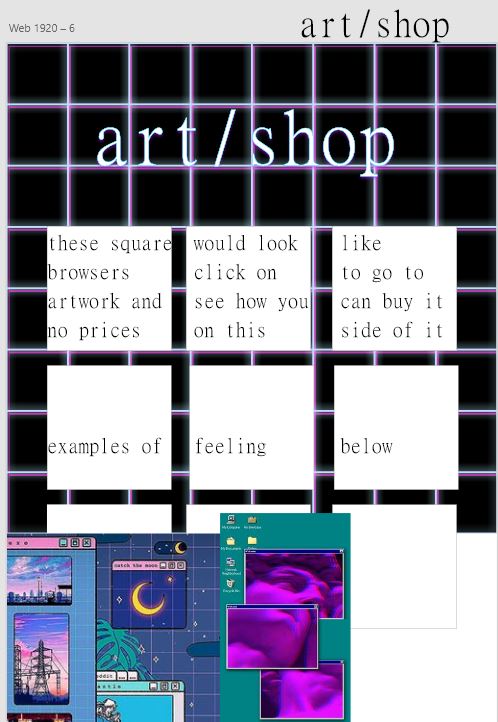 Web 1920 – 6
art/shop
art/shop
these square would look like
browsers click on to go to
artwork and see how you can buy it
no prices on this side of it
examples of feeling below
catch the moon
My Computer
My Documents
Recycle Bin